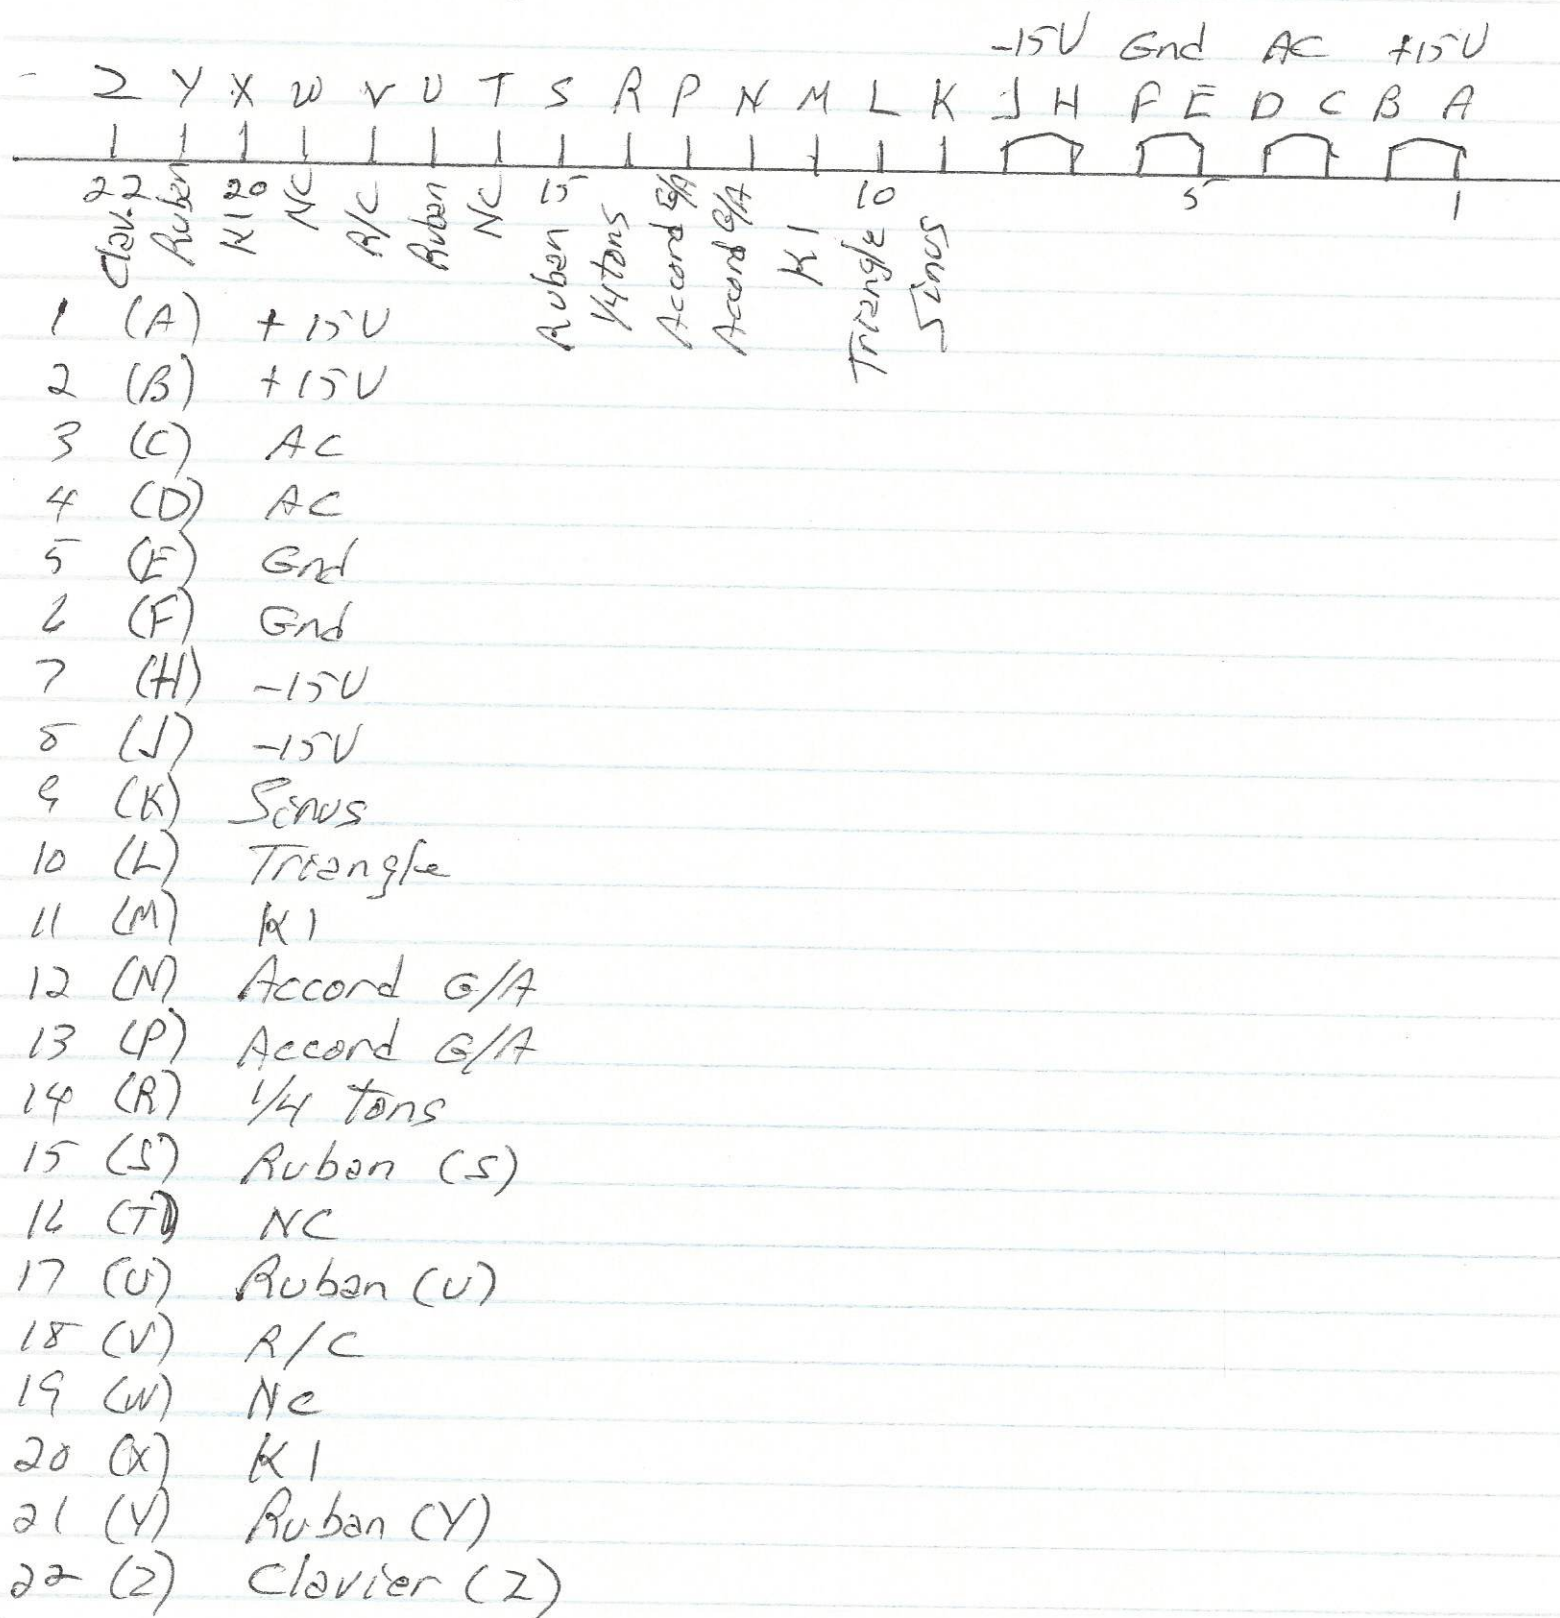 -15V Gnd AC +15V
Z Y X W V U T S R P N M L K J H F E D C B A
22 20 15 10 5 1
Clav. Z Ruban K1 NC R/C Ruban NC Ruban 1/4 tons Accord G/A Accord G/A K1 Triangle Sinus
1 (A) +15V
2 (B) +15V
3 (C) AC
4 (D) AC
5 (E) Gnd
6 (F) Gnd
7 (H) -15V
8 (J) -15V
9 (K) Sinus
10 (L) Triangle
11 (M) K1
12 (N) Accord G/A
13 (P) Accord G/A
14 (R) 1/4 tons
15 (S) Ruban (S)
16 (T) NC
17 (U) Ruban (U)
18 (V) R/C
19 (W) NC
20 (X) K1
21 (Y) Ruban (Y)
22 (Z) Clavier (Z)